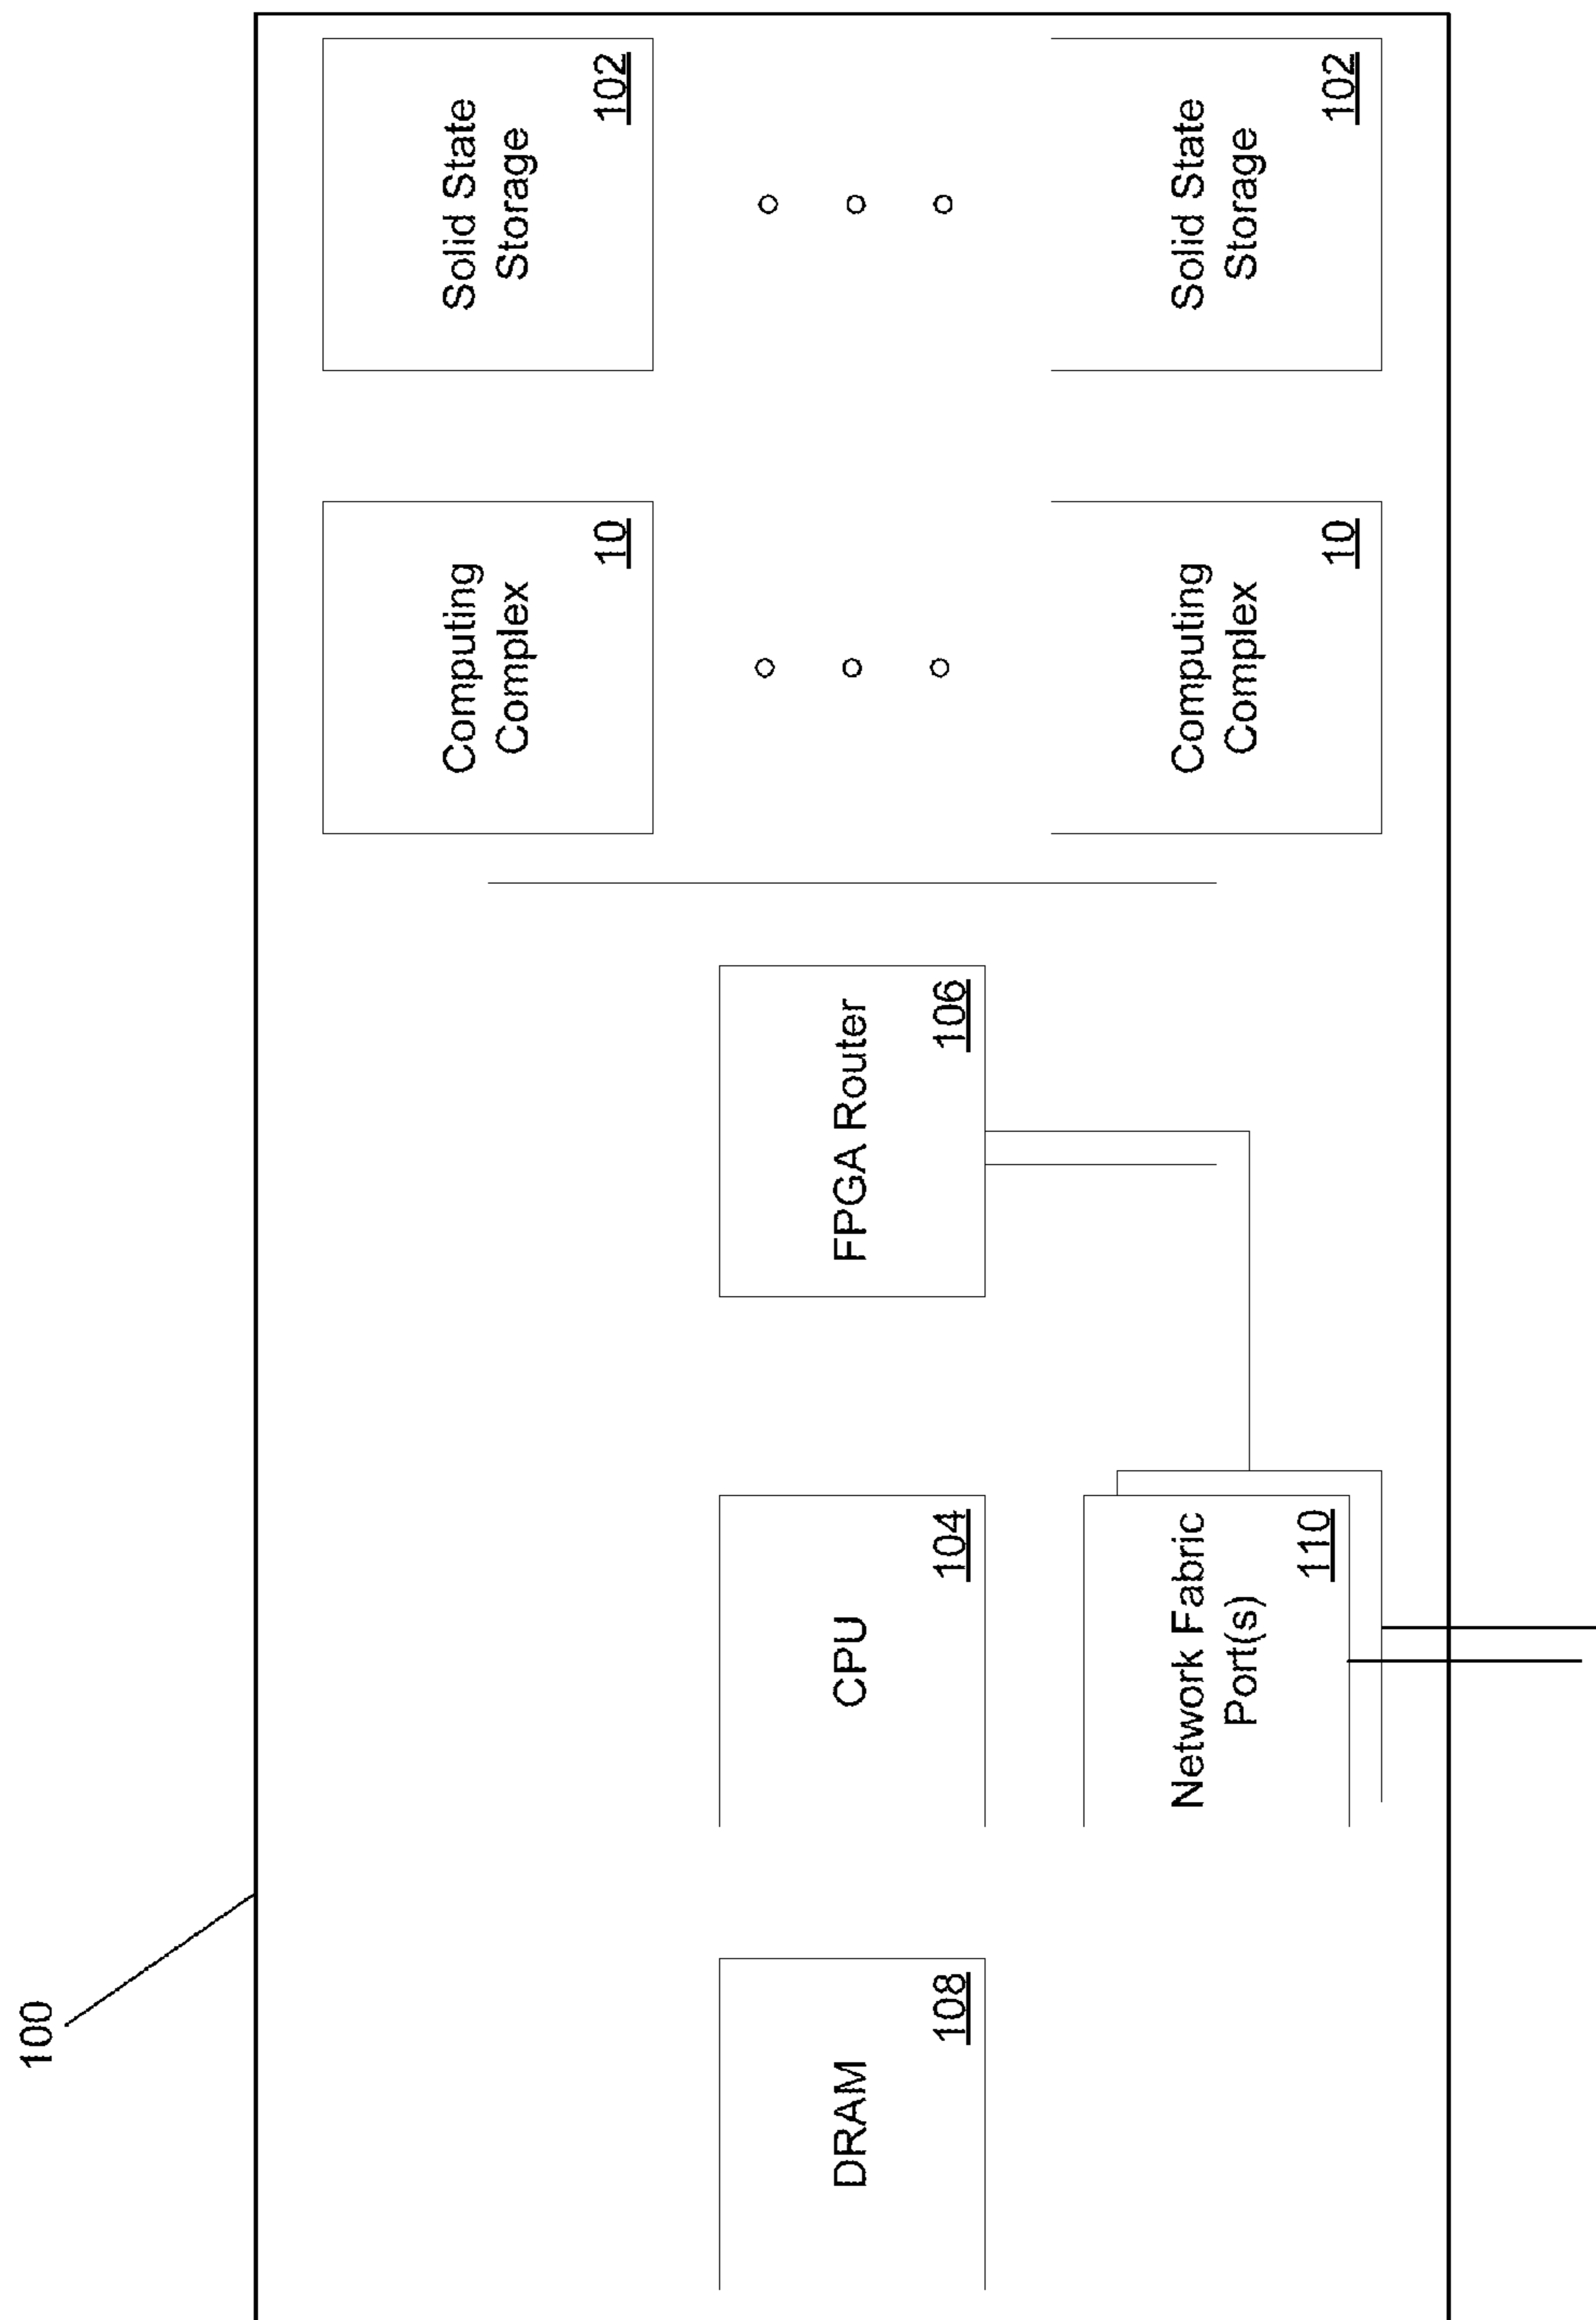 100
DRAM
108
CPU
104
Network Fabric
Port(s)
110
FPGA Router
106
Computing
Complex
10
Computing
Complex
10
Solid State
Storage
102
Solid State
Storage
102